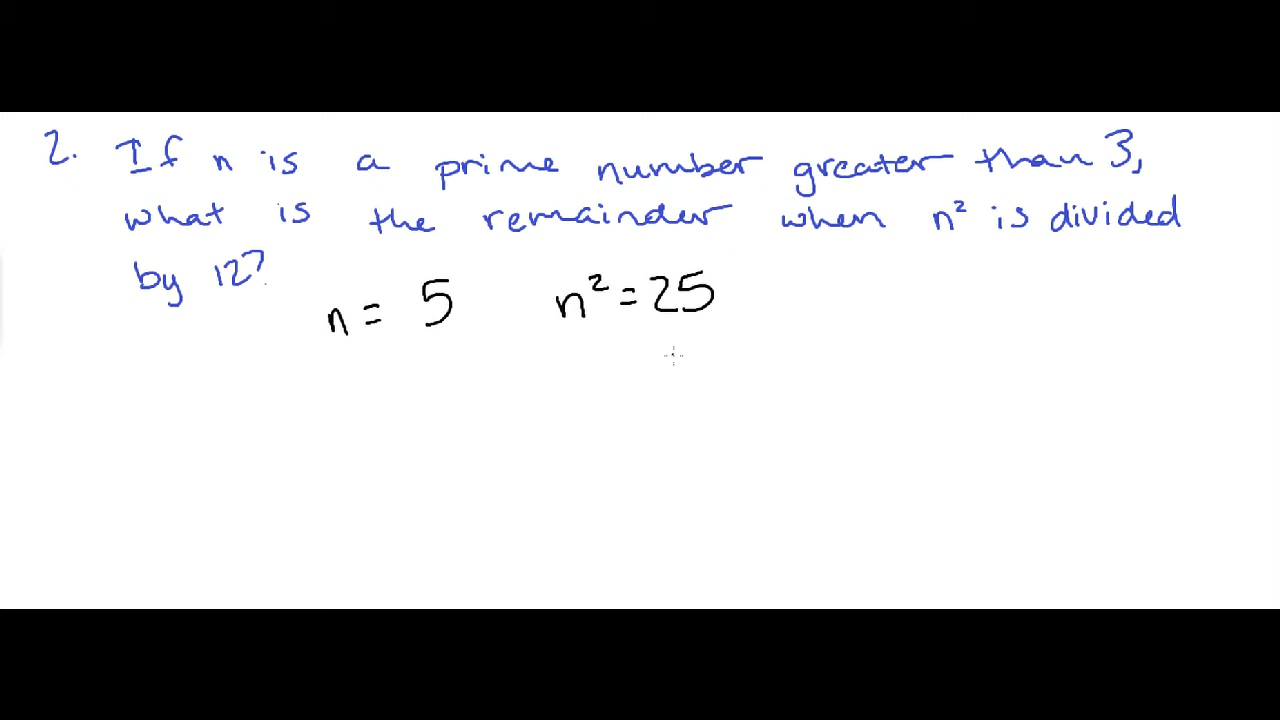 2. If n is a prime number greater than 3,
what is the remainder when n² is divided
by 12?
n = 5 n² = 25